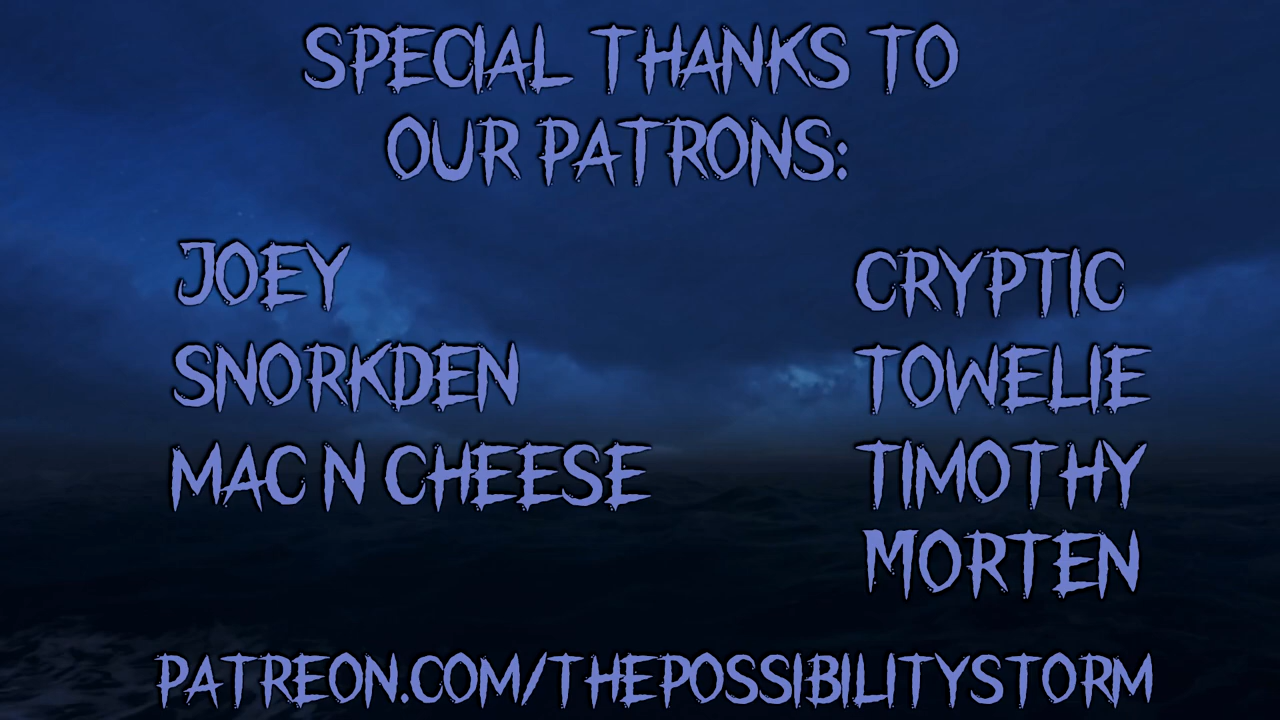 SPECIAL THANKS TO
OUR PATRONS:
JOEY
SNORKDEN
MAC N CHEESE
CRYPTIC
TOWELIE
TIMOTHY
MORTEN
PATREON.COM/THEPOSSIBILITYSTORM